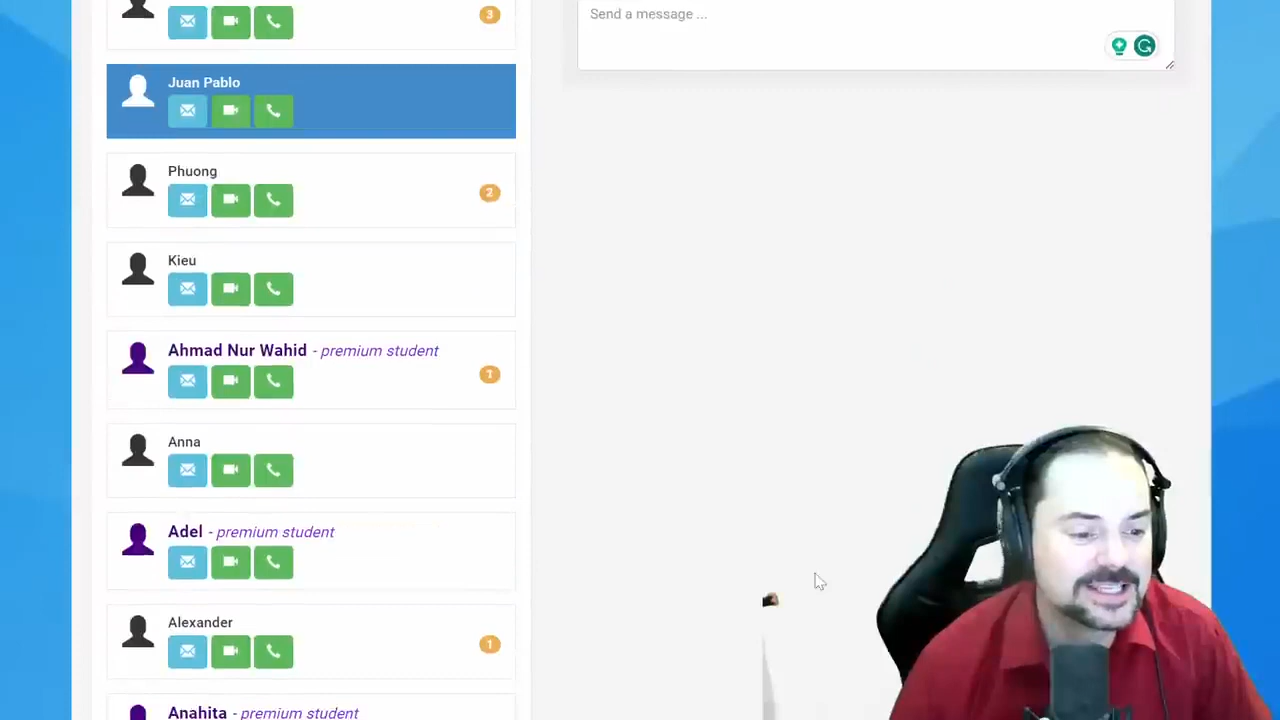 3
Send a message ...
Juan Pablo
Phuong
2
Kieu
Ahmad Nur Wahid - premium student
1
Anna
Adel - premium student
Alexander
1
Anahita - premium student